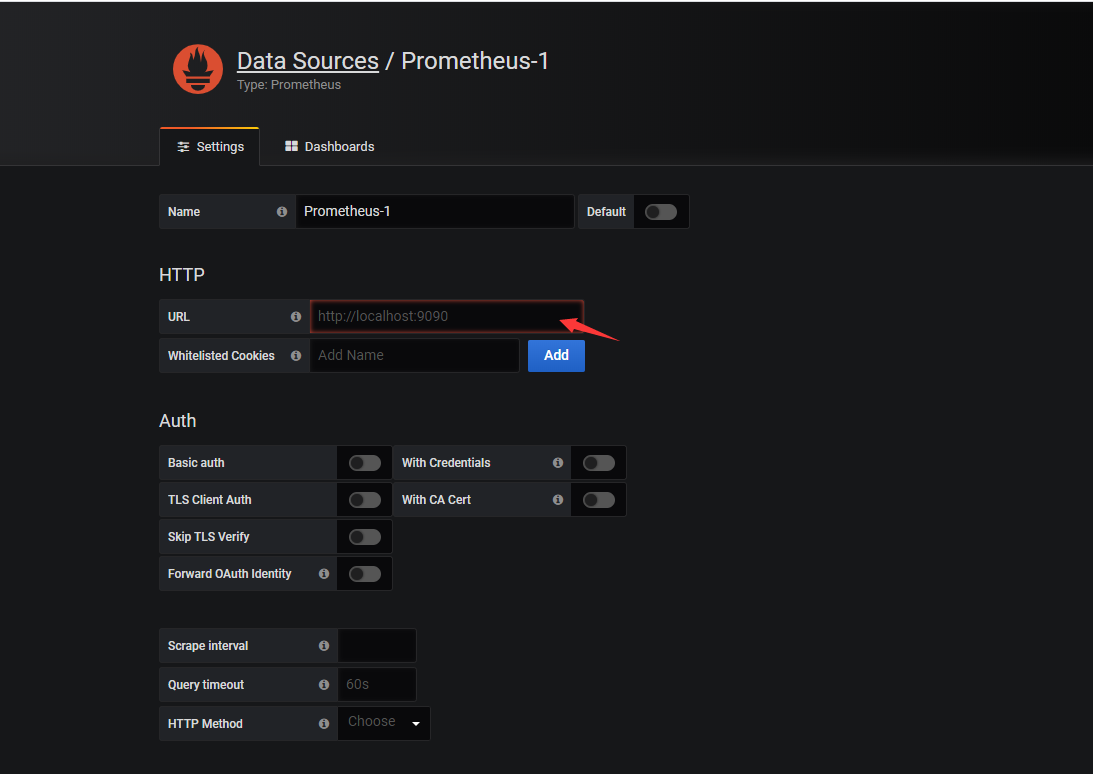 Data Sources / Prometheus-1
Type: Prometheus
Settings
Dashboards
Name
Prometheus-1
Default
HTTP
URL
http://localhost:9090
Whitelisted Cookies
Add Name
Add
Auth
Basic auth
With Credentials
TLS Client Auth
With CA Cert
Skip TLS Verify
Forward OAuth Identity
Scrape interval
Query timeout
60s
HTTP Method
Choose